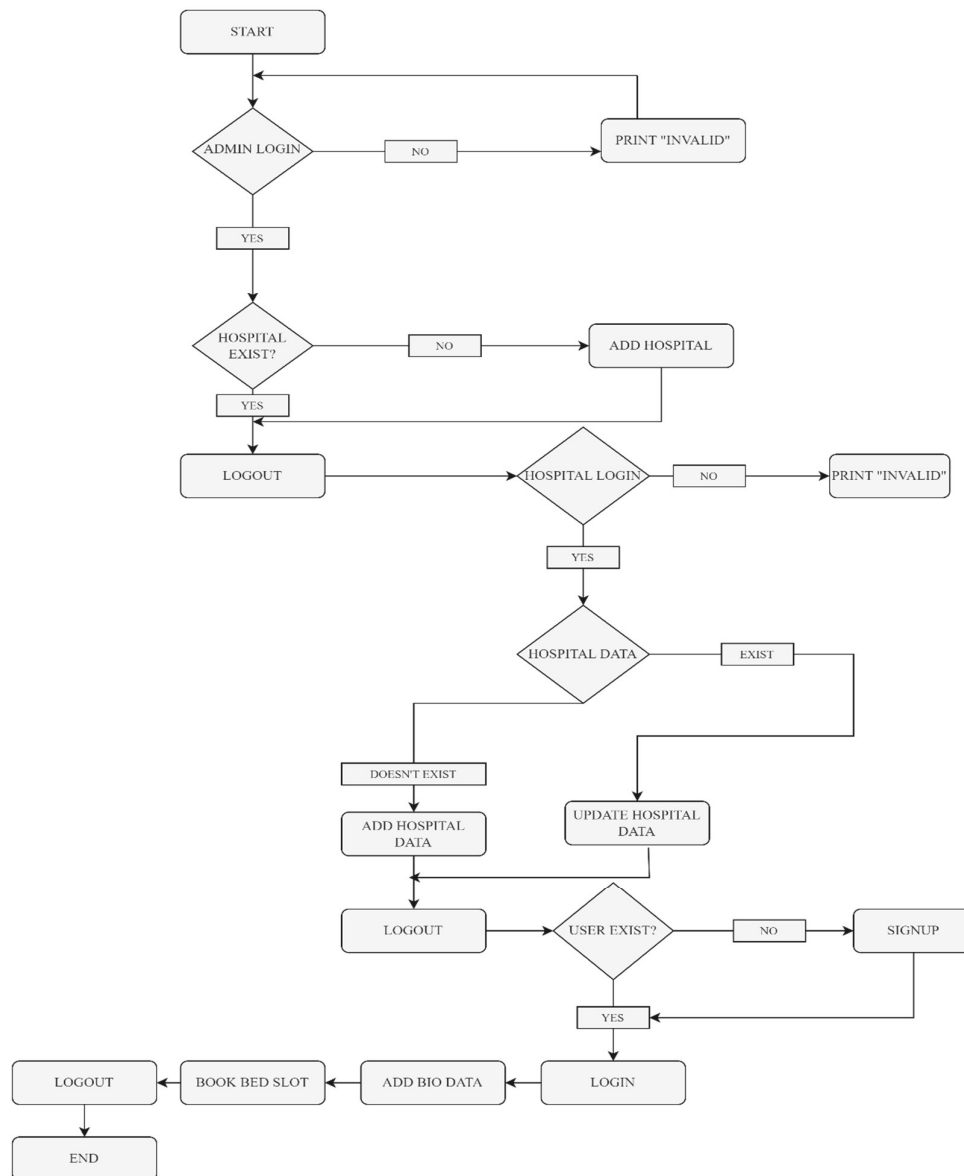 START
ADMIN LOGIN
NO
PRINT "INVALID"
YES
HOSPITAL
EXIST?
NO
ADD HOSPITAL
YES
LOGOUT
HOSPITAL LOGIN
NO
PRINT "INVALID"
YES
HOSPITAL DATA
EXIST
DOESN'T EXIST
ADD HOSPITAL
DATA
UPDATE HOSPITAL
DATA
LOGOUT
USER EXIST?
NO
SIGNUP
YES
LOGOUT
BOOK BED SLOT
ADD BIO DATA
LOGIN
END